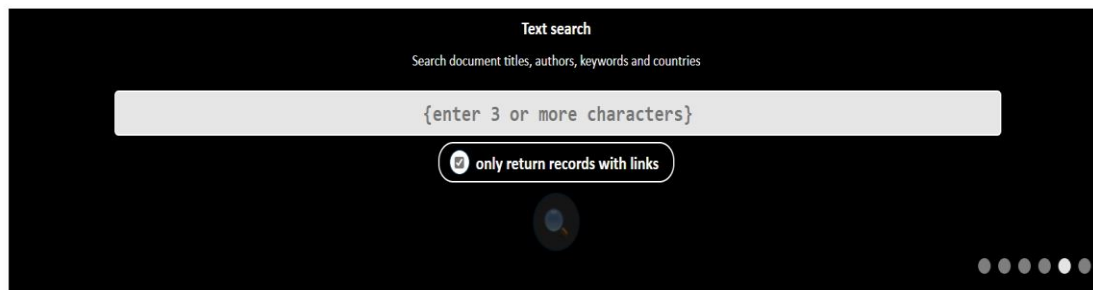 Text search
Search document titles, authors, keywords and countries
{enter 3 or more characters}
only return records with links